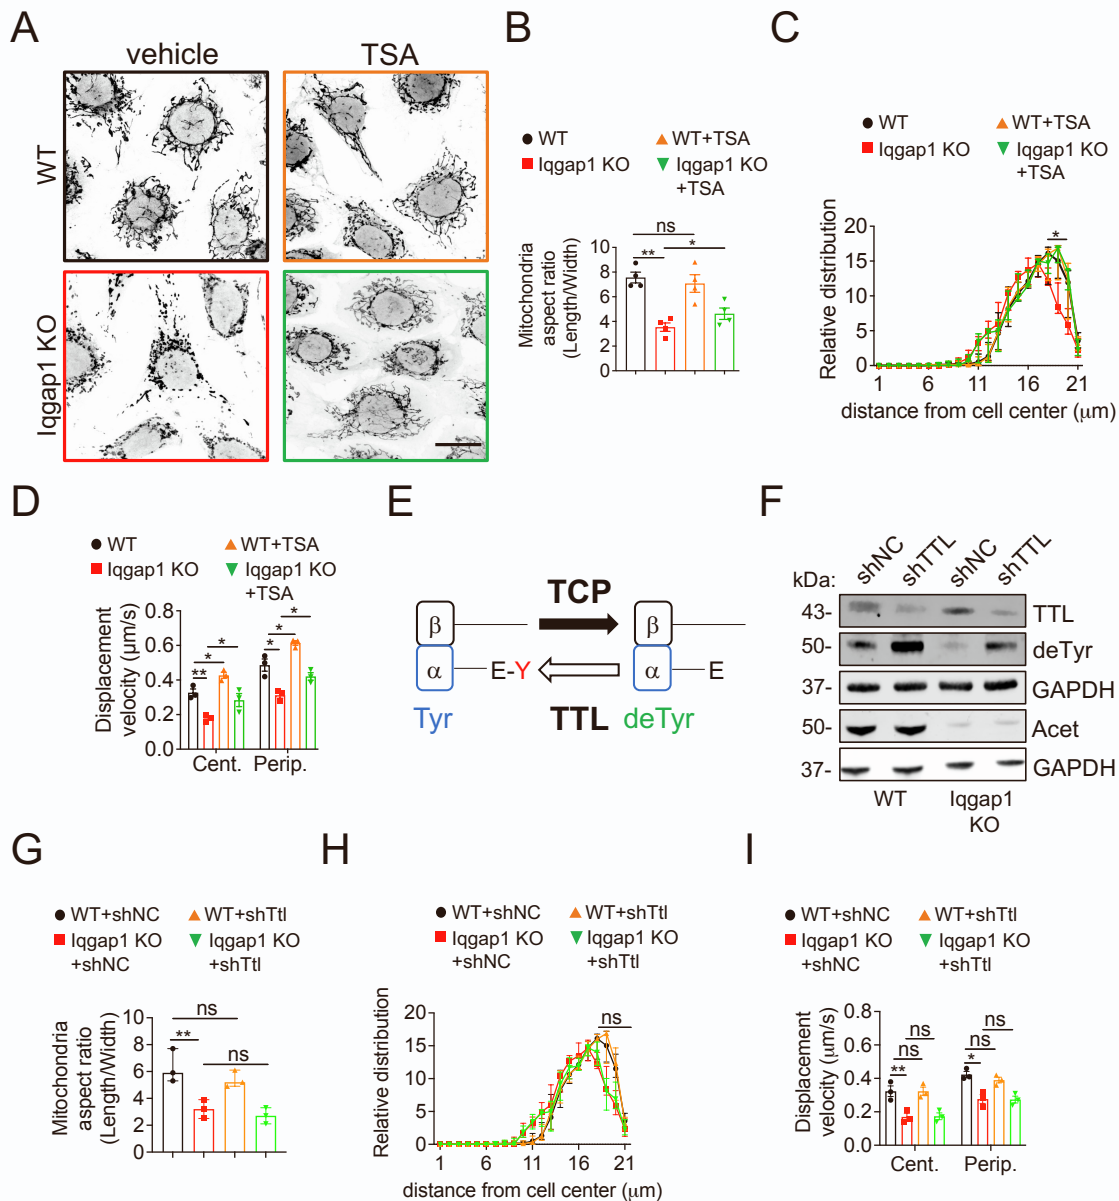 A
vehicle
TSA
WT
Iqgap1 KO
B
WT
WT+TSA
Iqgap1 KO
Iqgap1 KO
+TSA
ns
**
*
10
8
6
4
2
0
Mitochondria
aspect ratio
(Length/Width)
C
WT
WT+TSA
Iqgap1 KO
Iqgap1 KO
+TSA
*
20
15
10
5
0
Relative distribution
1
6
11
16
21
distance from cell center (μm)
D
WT
WT+TSA
Iqgap1 KO
Iqgap1 KO
+TSA
0.8
0.6
0.4
0.2
0.0
Displacement
velocity (μm/s)
**
*
*
*
*
*
Cent.
Perip.
E
TCP
β
β
α
E-Y
α
E
Tyr
TTL
deTyr
F
kDa:
shNC
shTTL
shNC
shTTL
43-
TTL
50-
deTyr
37-
GAPDH
50-
Acet
37-
GAPDH
WT
Iqgap1
KO
G
WT+shNC
WT+shTtl
Iqgap1 KO
+shNC
Iqgap1 KO
+shTtl
10
8
6
4
2
0
Mitochondria
aspect ratio
(Length/Width)
ns
**
ns
H
WT+shNC
WT+shTtl
Iqgap1 KO
+shNC
Iqgap1 KO
+shTtl
ns
20
15
10
5
0
Relative distribution
1
6
11
16
21
distance from cell center (μm)
I
WT+shNC
WT+shTtl
Iqgap1 KO
+shNC
Iqgap1 KO
+shTtl
0.8
0.6
0.4
0.2
0.0
Displacement
velocity (μm/s)
ns
ns
**
ns
ns
*
Cent.
Perip.